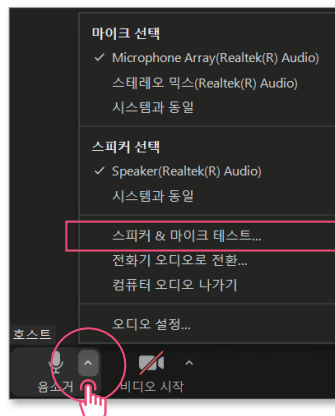 마이크 선택
Microphone Array(Realtek(R) Audio)
스테레오 믹스(Realtek(R) Audio)
시스템과 동일
스피커 선택
Speaker(Realtek(R) Audio)
시스템과 동일
스피커 & 마이크 테스트...
전화기 오디오로 전환...
컴퓨터 오디오 나가기
오디오 설정...
호스트
음소거
비디오 시작